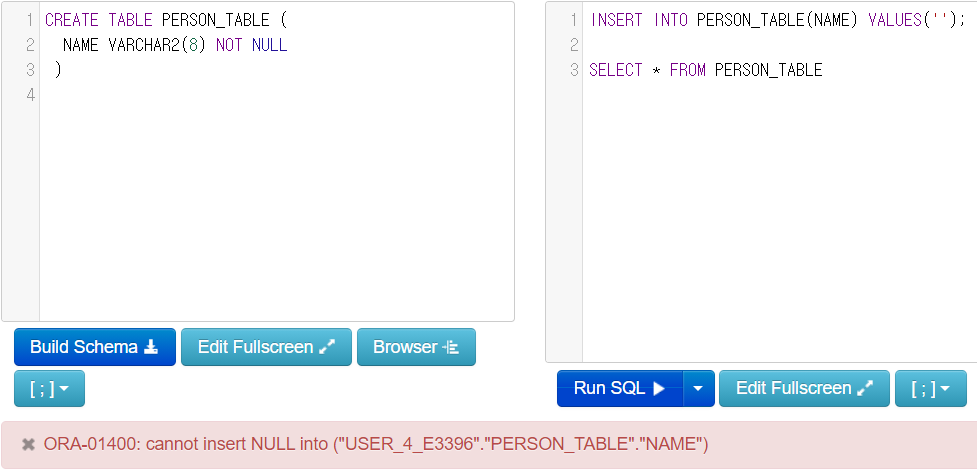 1 CREATE TABLE PERSON_TABLE (
2 NAME VARCHAR2(8) NOT NULL
3 )
4
Build Schema
Edit Fullscreen
Browser
[ ; ]
1 INSERT INTO PERSON_TABLE(NAME) VALUES('');
2
3 SELECT * FROM PERSON_TABLE
Run SQL
Edit Fullscreen
[ ; ]
ORA-01400: cannot insert NULL into ("USER_4_E3396"."PERSON_TABLE"."NAME")